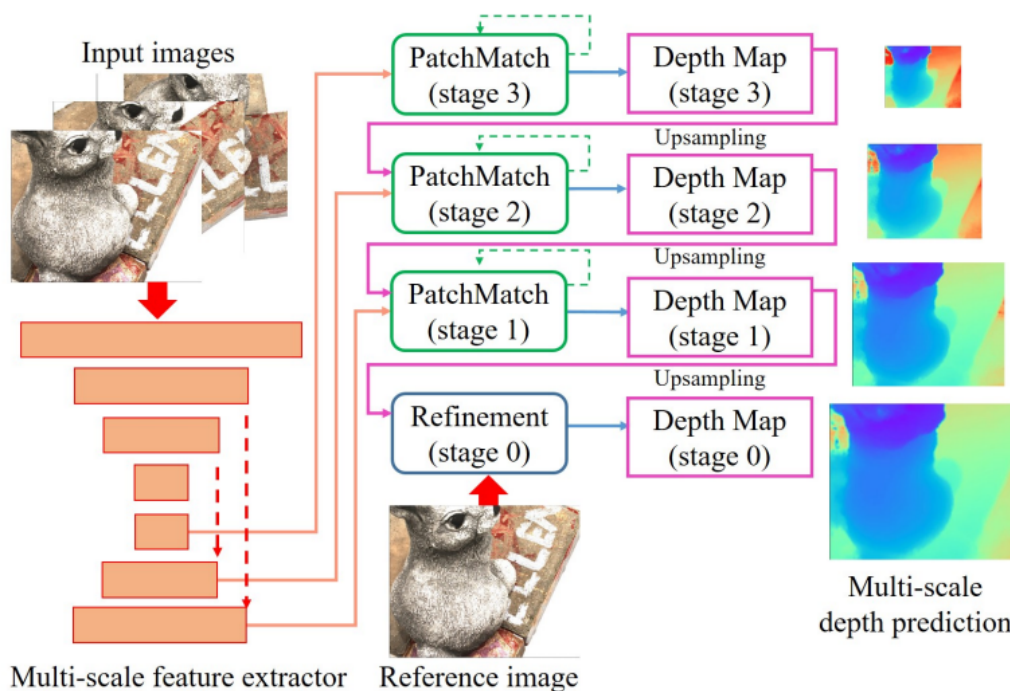 Input images
PatchMatch
(stage 3)
Depth Map
(stage 3)
Upsampling
PatchMatch
(stage 2)
Depth Map
(stage 2)
Upsampling
PatchMatch
(stage 1)
Depth Map
(stage 1)
Upsampling
Refinement
(stage 0)
Depth Map
(stage 0)
Multi-scale
depth prediction
Multi-scale feature extractor
Reference image